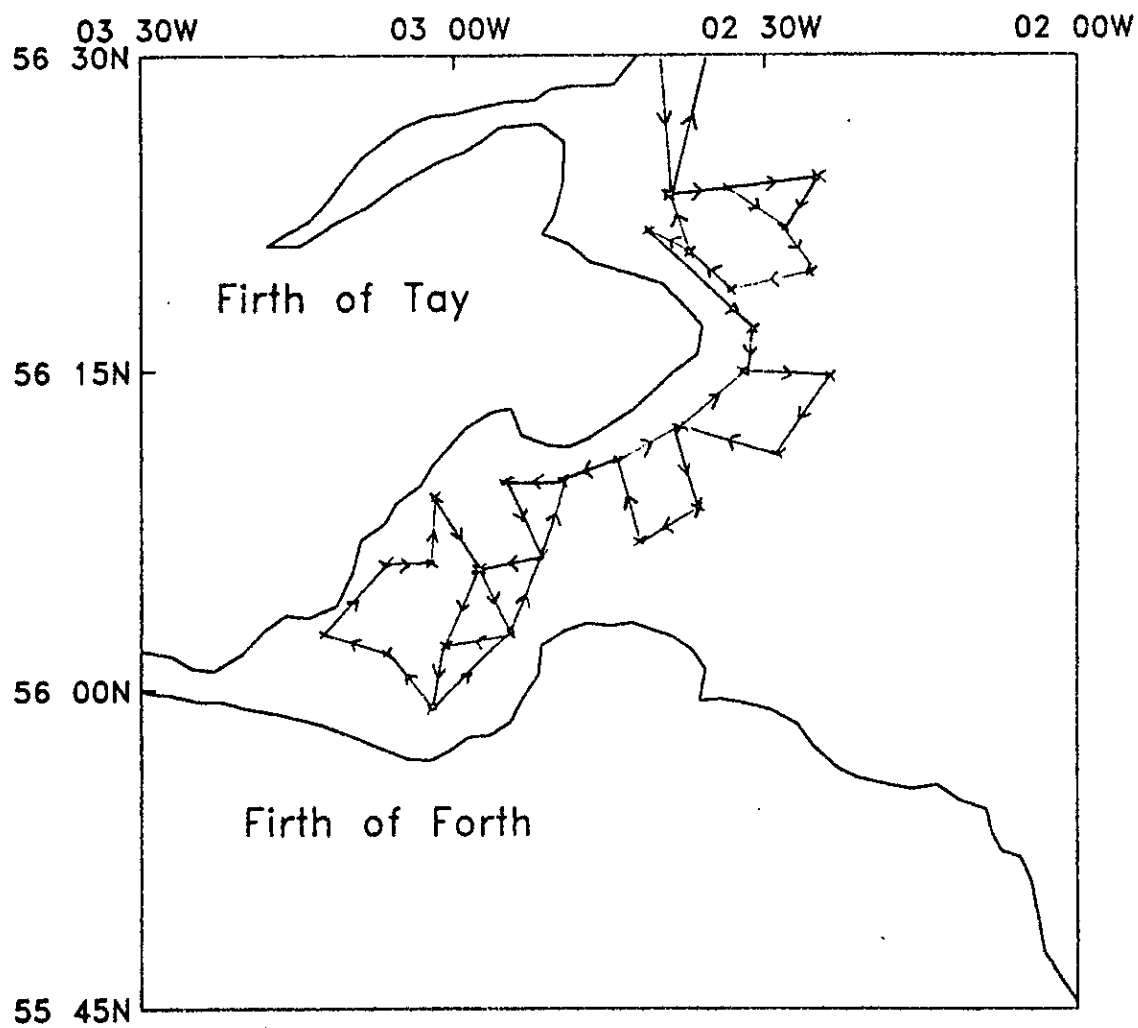 03 30W 03 00W 02 30W 02 00W
56 30N
Firth of Tay
56 15N
56 00N
Firth of Forth
55 45N